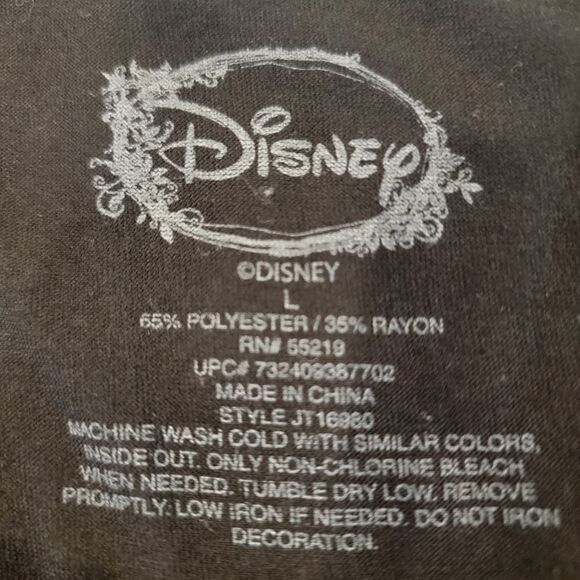 Disney
©DISNEY
L
65% POLYESTER / 35% RAYON
RN# 55219
UPC# 732409387702
MADE IN CHINA
STYLE JT16980
MACHINE WASH COLD WITH SIMILAR COLORS,
INSIDE OUT. ONLY NON-CHLORINE BLEACH
WHEN NEEDED. TUMBLE DRY LOW. REMOVE
PROMPTLY. LOW IRON IF NEEDED. DO NOT IRON
DECORATION.